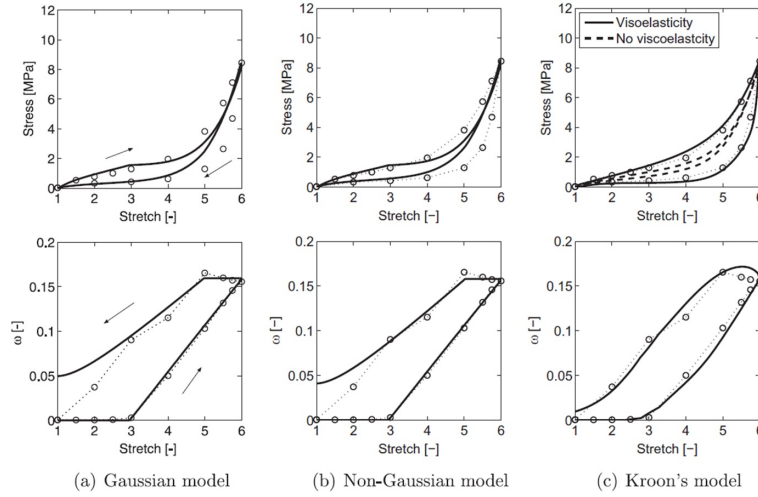 12
10
8
6
4
2
0
Stress [MPa]
1 2 3 4 5 6
Stretch [-]
12
10
8
6
4
2
0
Stress [MPa]
1 2 3 4 5 6
Stretch [−]
Visoelasticity
No viscoelastcity
12
10
8
6
4
2
0
Stress [MPa]
1 2 3 4 5 6
Stretch [−]
0.2
0.15
0.1
0.05
0
ω [-]
1 2 3 4 5 6
Stretch [-]
0.2
0.15
0.1
0.05
0
ω [−]
1 2 3 4 5 6
Stretch [−]
0.2
0.15
0.1
0.05
0
ω [−]
1 2 3 4 5 6
Stretch [−]
(a) Gaussian model
(b) Non-Gaussian model
(c) Kroon's model